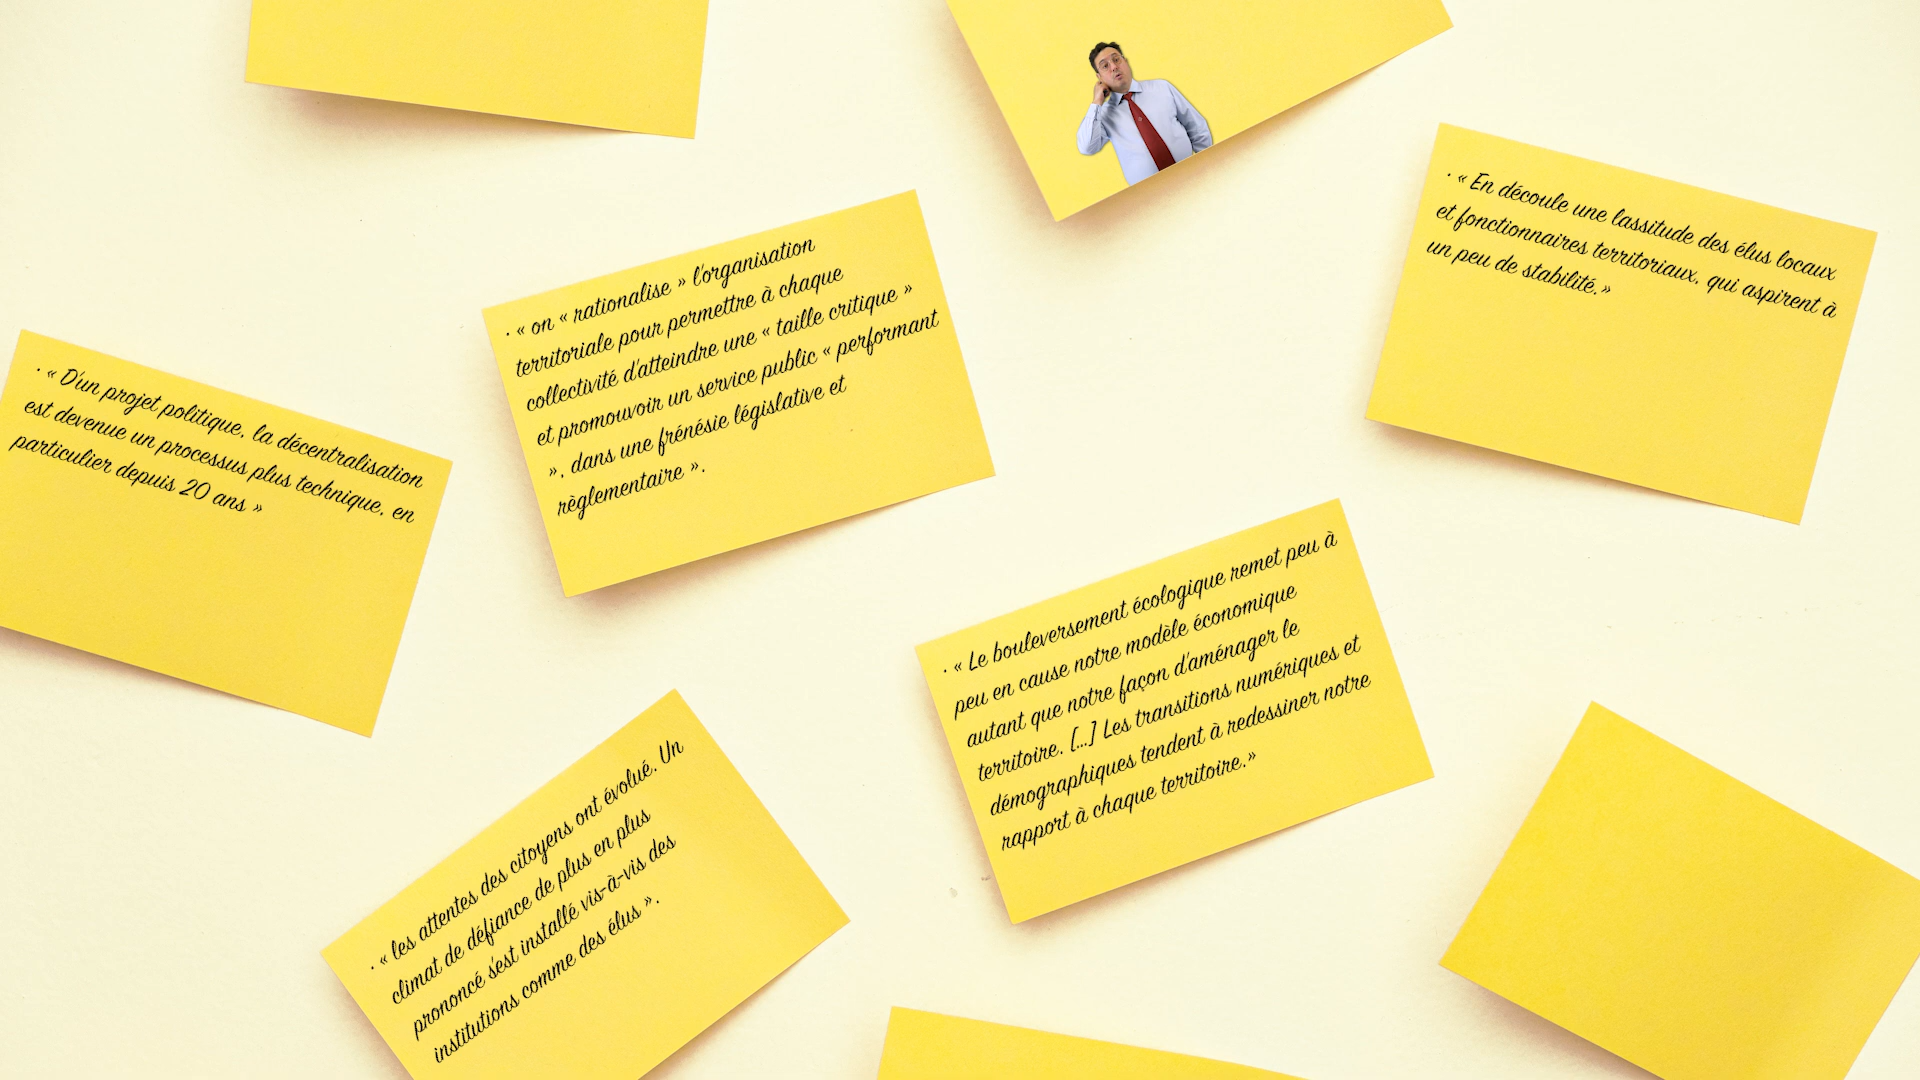 · « D'un projet politique, la décentralisation
est devenue un processus plus technique, en
particulier depuis 20 ans »
· « on « rationalise » l'organisation
territoriale pour permettre à chaque
collectivité d'atteindre une « taille critique »
et promouvoir un service public « performant
», dans une frénésie législative et
règlementaire ».
· « En découle une lassitude des élus locaux
et fonctionnaires territoriaux, qui aspirent à
un peu de stabilité.»
· « les attentes des citoyens ont évolué. Un
climat de défiance de plus en plus
prononcé s'est installé vis-à-vis des
institutions comme des élus ».
· « Le bouleversement écologique remet peu à
peu en cause notre modèle économique
autant que notre façon d'aménager le
territoire. [...] Les transitions numériques et
démographiques tendent à redessiner notre
rapport à chaque territoire.»